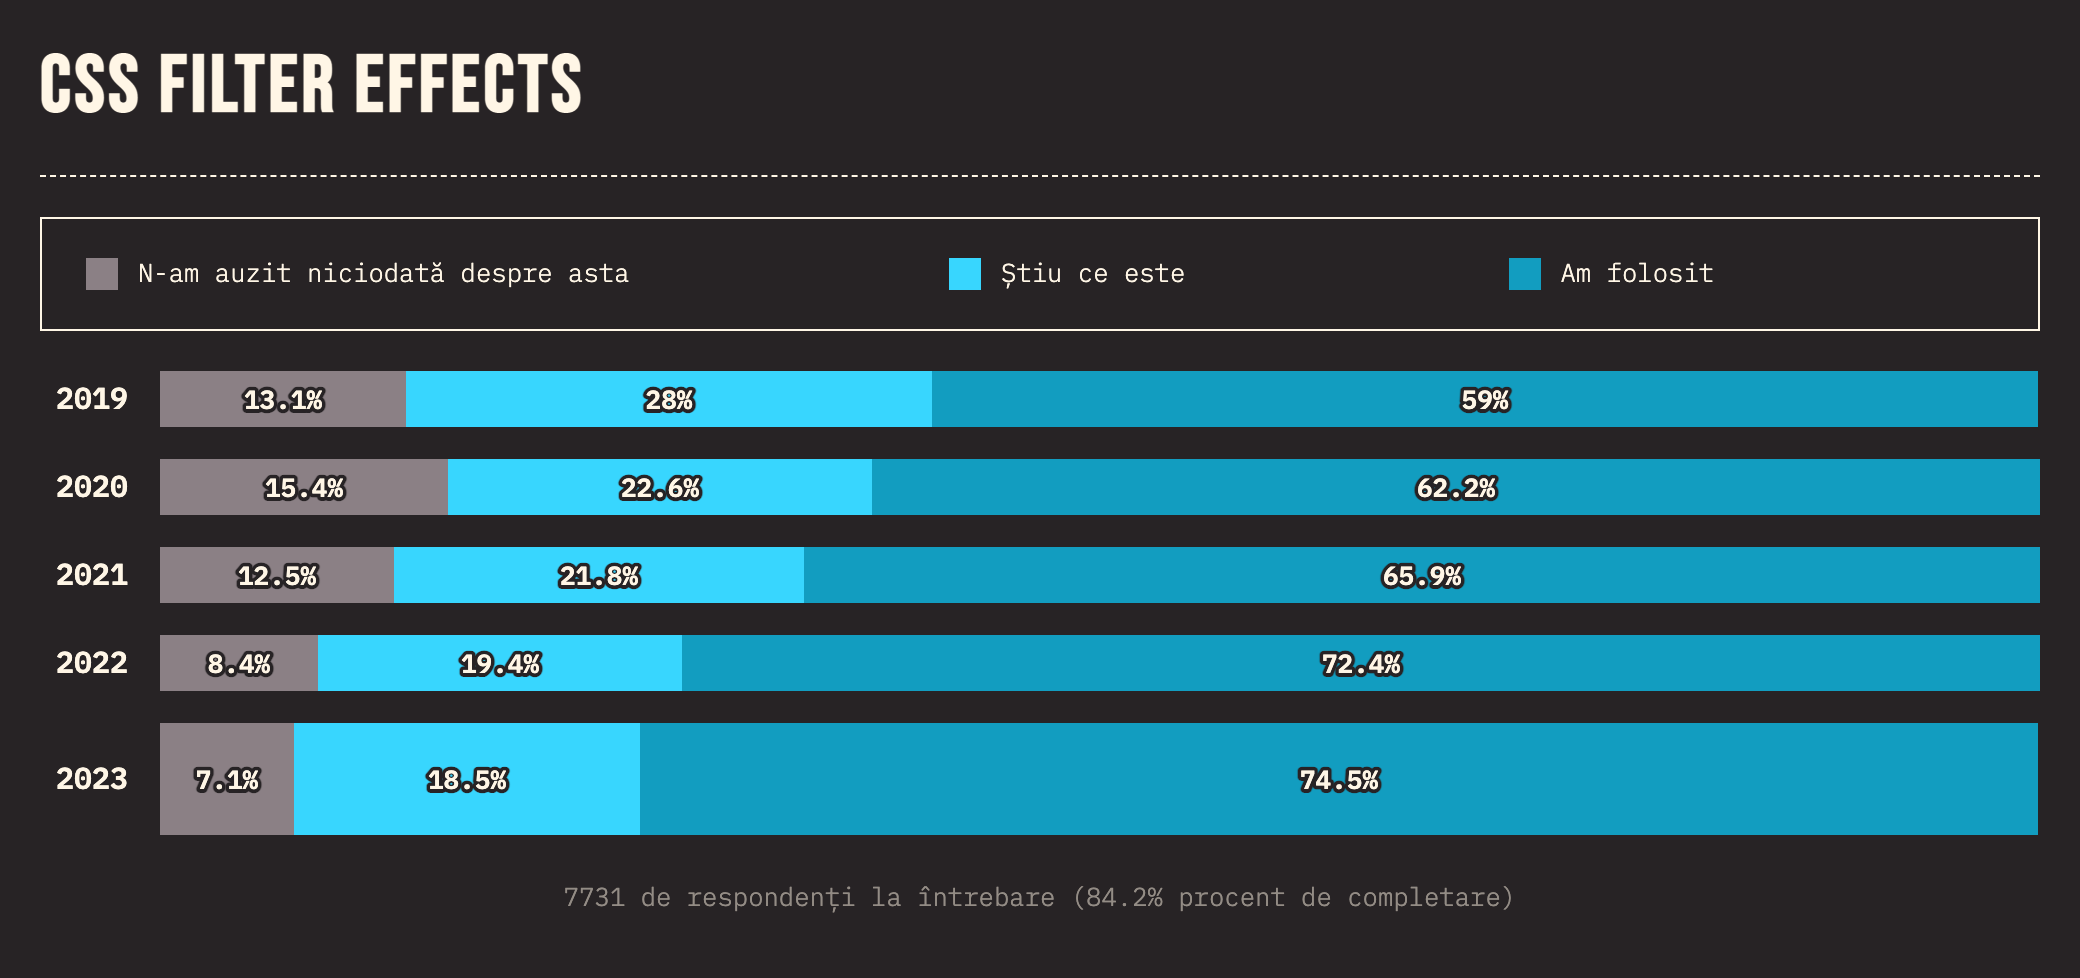 CSS FILTER EFFECTS
N-am auzit niciodată despre asta Știu ce este Am folosit
2019 13.1% 28% 59%
2020 15.4% 22.6% 62.2%
2021 12.5% 21.8% 65.9%
2022 8.4% 19.4% 72.4%
2023 7.1% 18.5% 74.5%
7731 de respondenți la întrebare (84.2% procent de completare)